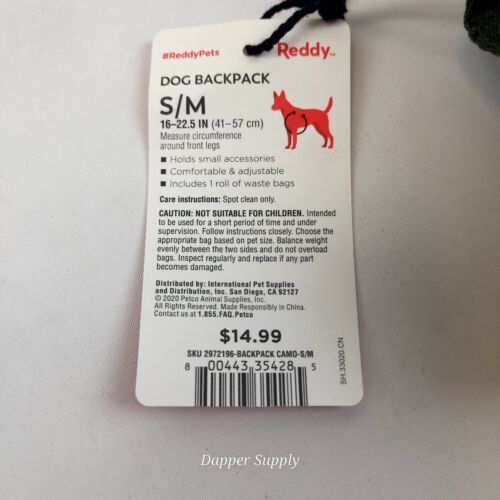 #ReddyPets
Reddy™
DOG BACKPACK
S/M
16–22.5 IN (41–57 cm)
Measure circumference
around front legs
■ Holds small accessories
■ Comfortable & adjustable
■ Includes 1 roll of waste bags
Care instructions: Spot clean only.
CAUTION: NOT SUITABLE FOR CHILDREN. Intended
to be used for a short period of time and under
supervision. Follow instructions closely. Choose the
appropriate bag based on pet size. Balance weight
evenly between the two sides and do not overload
bags. Inspect regularly and replace if any part
becomes damaged.
Distributed by: International Pet Supplies
and Distribution, Inc. San Diego, CA 92127
© 2020 Petco Animal Supplies, Inc.
All Rights Reserved. Made Responsibly in China.
Contact us at 1.855.FAQ.Petco
$14.99
SKU 2972196-BACKPACK CAMO-S/M
8 00443 35428 5
SH.33020.CN
Dapper Supply